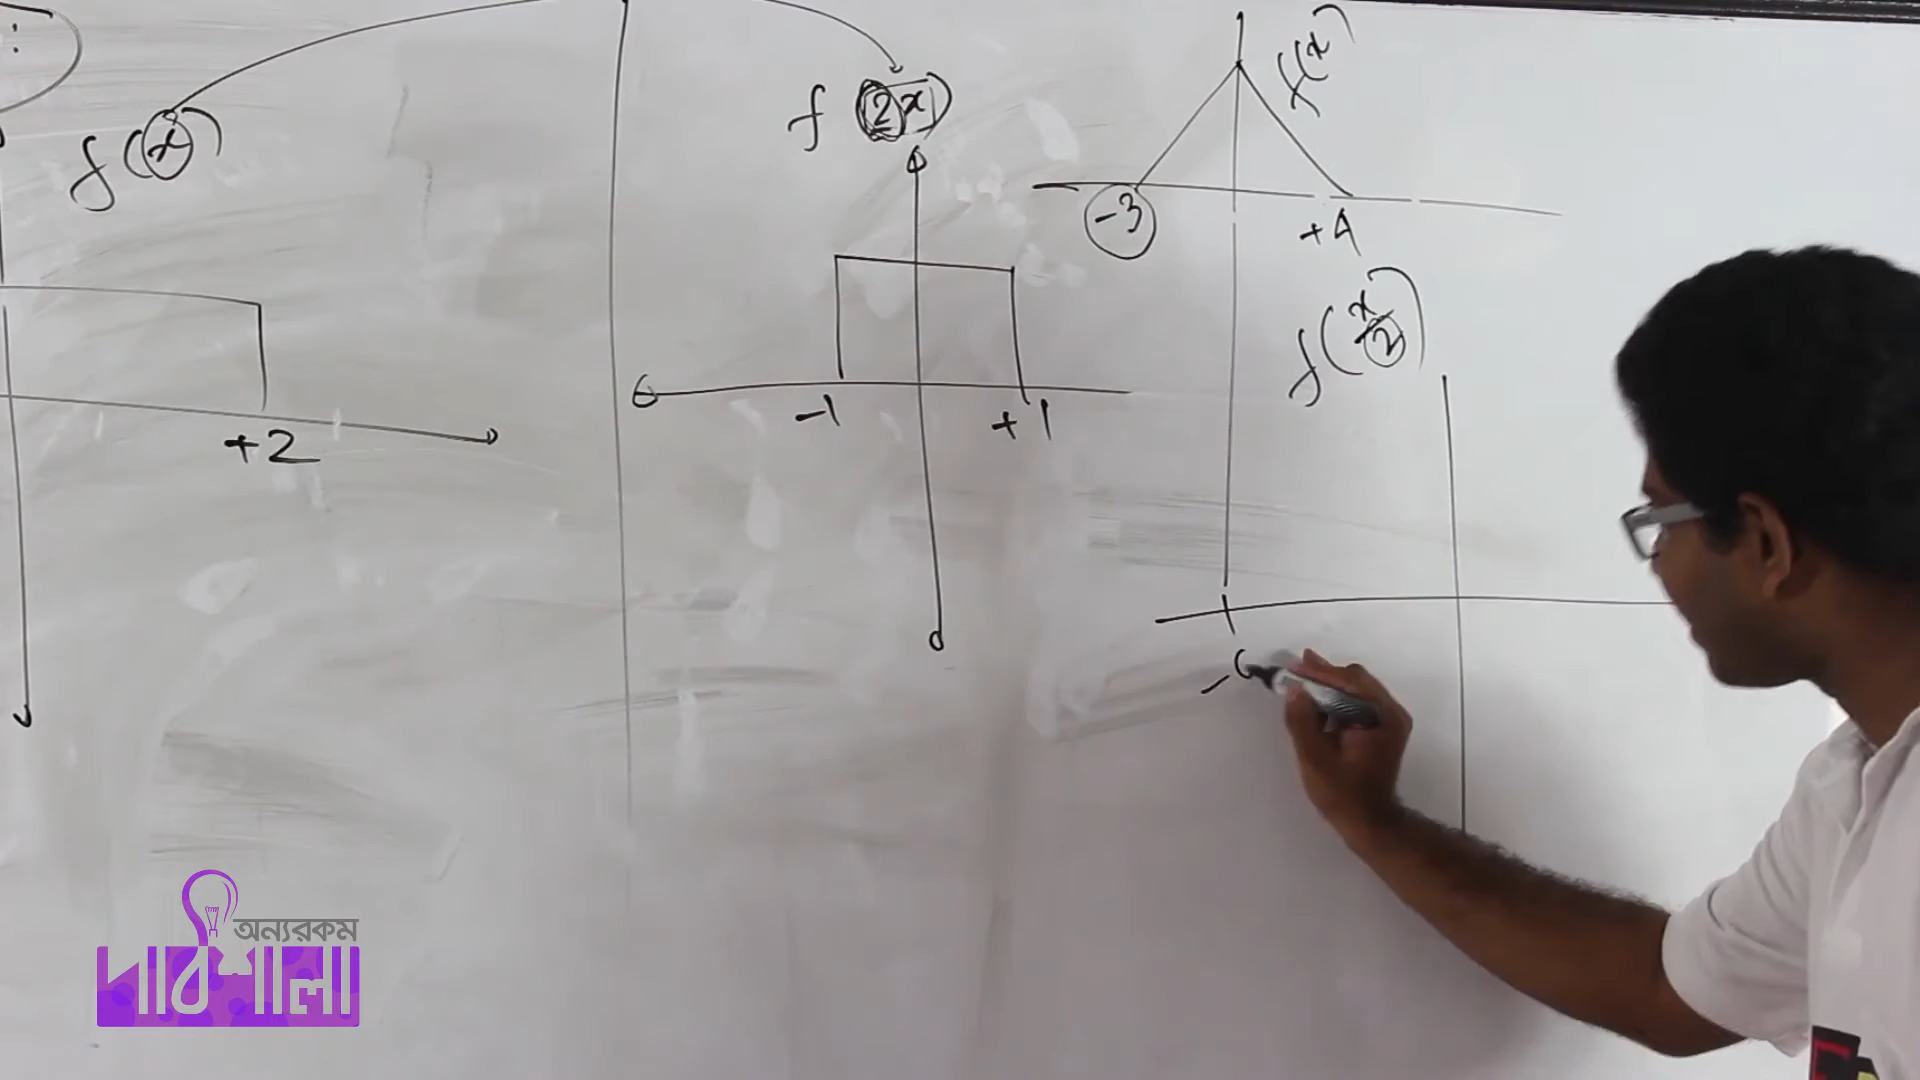 :
f(x)
+2
f(2x)
-1
+1
f(x)
-3
+4
f(x/2)
-
অন্যরকম
পাঠশালা